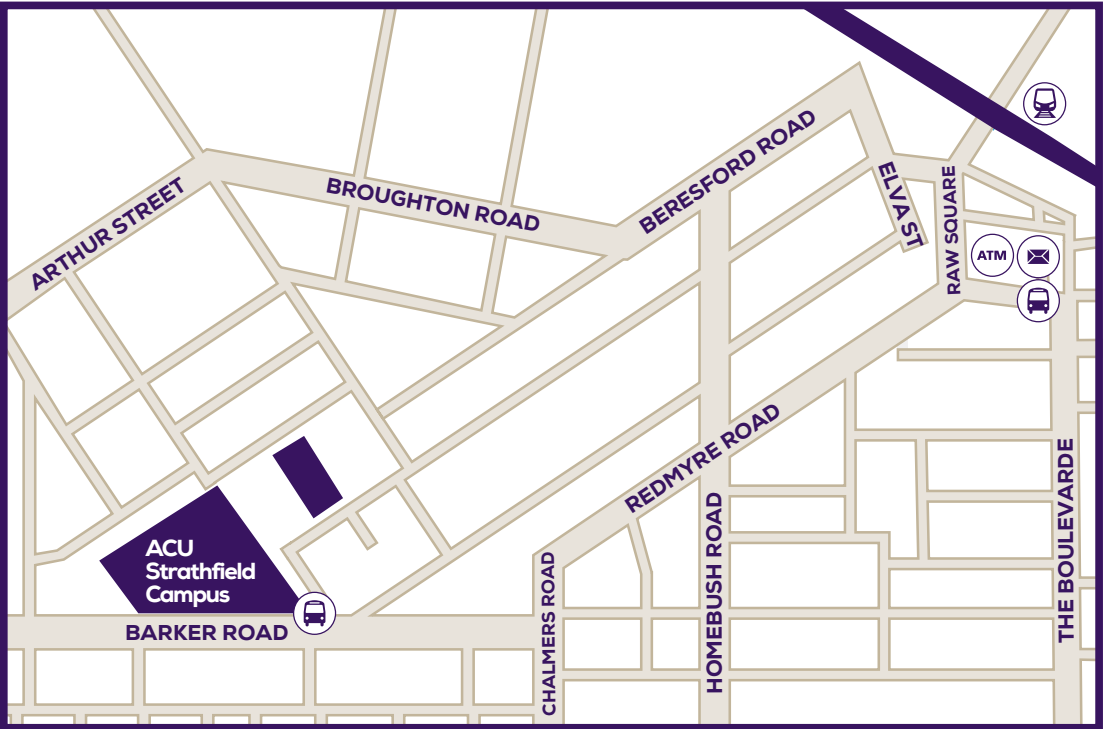 ARTHUR STREET
BROUGHTON ROAD
BERESFORD ROAD
ELVA ST
RAW SQUARE
ATM
REDMYRE ROAD
HOMEBUSH ROAD
THE BOULEVARDE
CHALMERS ROAD
ACU
Strathfield
Campus
BARKER ROAD